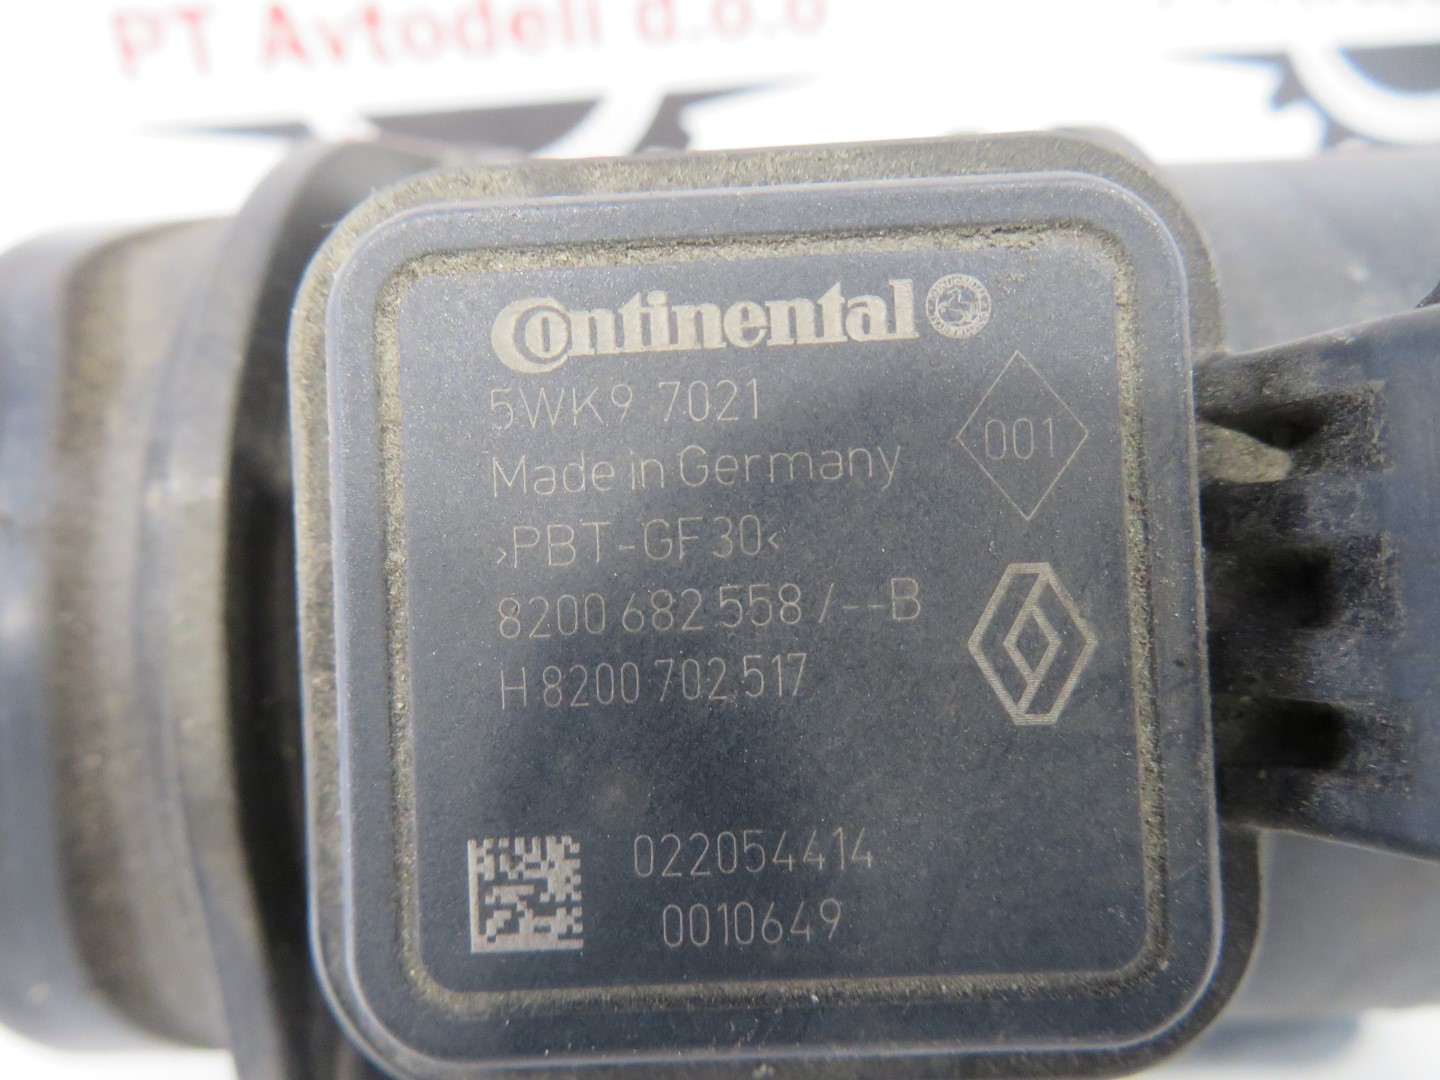 PT Avtodeli d.o.o
Continental
5WK9 7021
001
Made in Germany
>PBT-GF30<
8200 682 558 / --B
H 8200 702 517
022054414
0010649